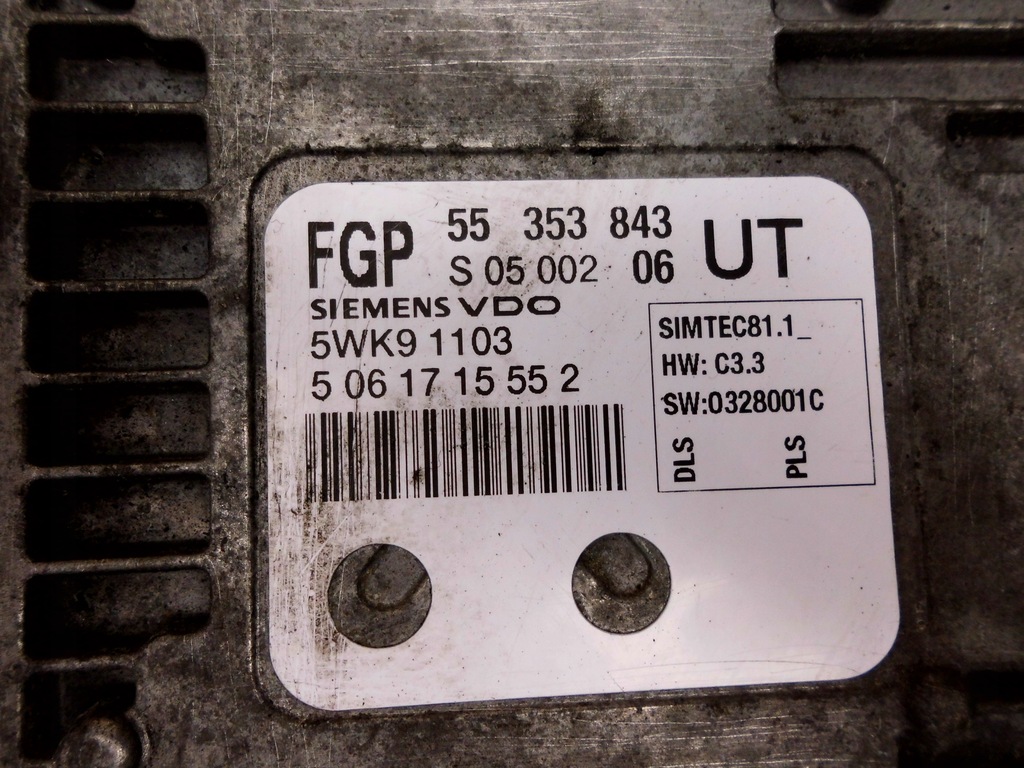 FGP 55 353 843 UT
S 05 002 06
SIEMENS VDO
5WK9 1103
5 06 17 15 55 2
SIMTEC81.1_
HW: C3.3
SW:0328001C
DLS PLS